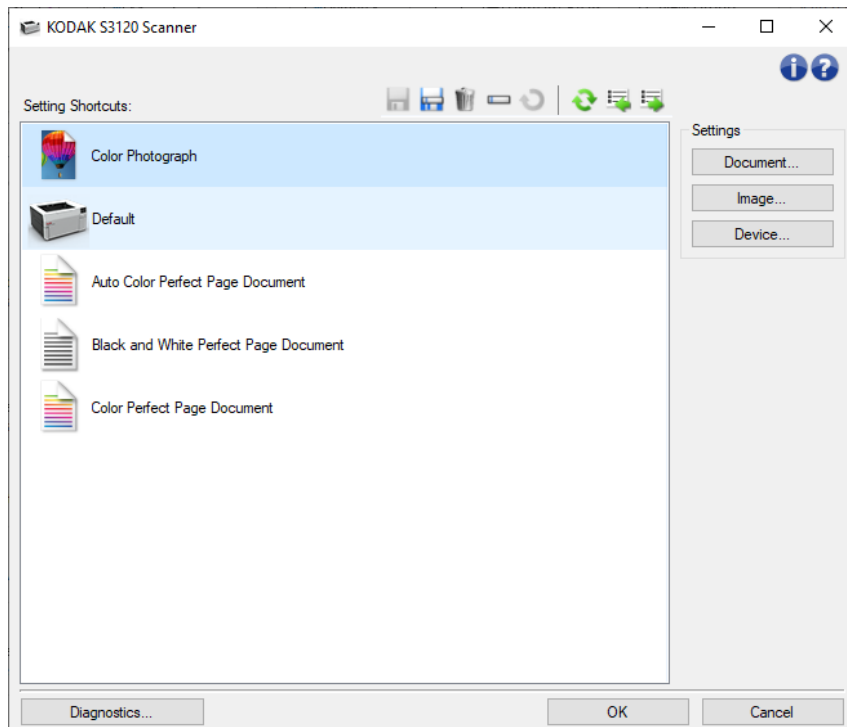 KODAK S3120 Scanner
Setting Shortcuts:
Color Photograph
Default
Auto Color Perfect Page Document
Black and White Perfect Page Document
Color Perfect Page Document
Settings
Document...
Image...
Device...
Diagnostics...
OK
Cancel